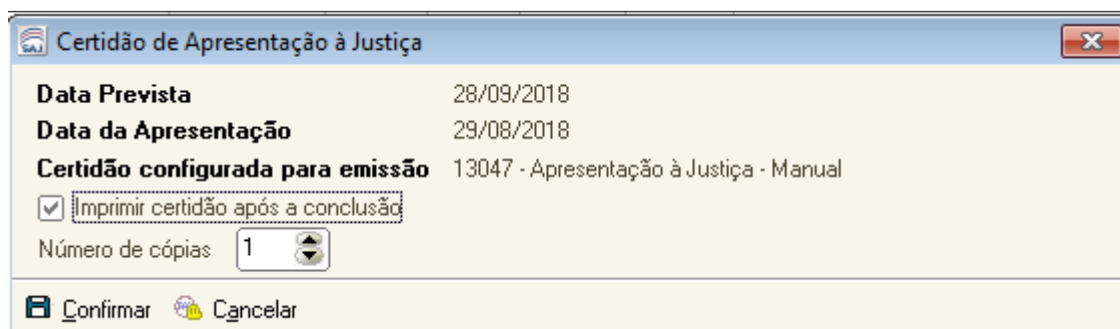 Certidão de Apresentação à Justiça
Data Prevista 28/09/2018
Data da Apresentação 29/08/2018
Certidão configurada para emissão 13047 - Apresentação à Justiça - Manual
Imprimir certidão após a conclusão
Número de cópias 1
Confirmar Cancelar